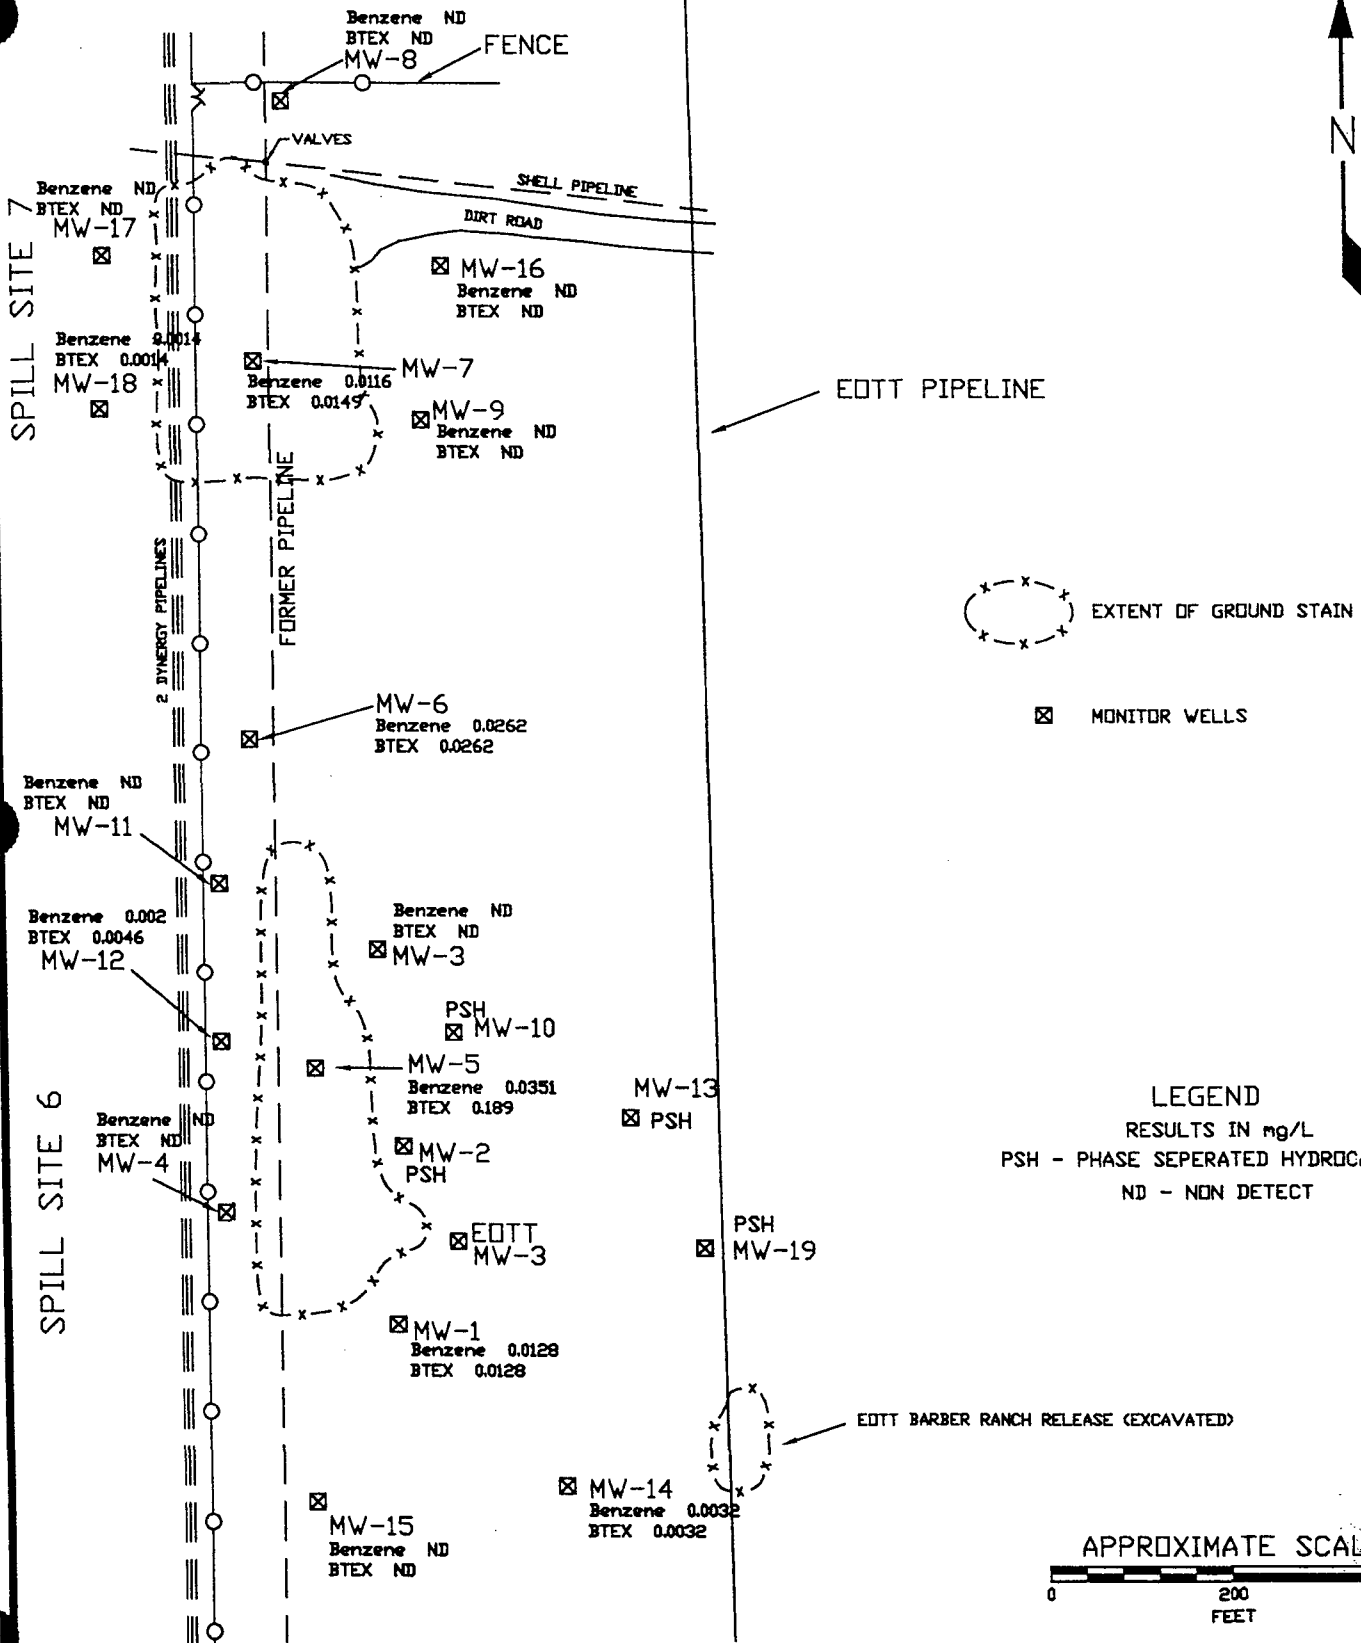 Benzene ND
BTEX ND
MW-8
FENCE
N
VALVES
SHELL PIPELINE
DIRT ROAD
Benzene ND
BTEX ND
MW-17
SPILL SITE 7
MW-16
Benzene ND
BTEX ND
Benzene 0.0014
BTEX 0.0014
MW-18
MW-7
Benzene 0.0116
BTEX 0.0149
MW-9
Benzene ND
BTEX ND
EOTT PIPELINE
FORMER PIPELINE
2 DYNERGY PIPELINES
EXTENT OF GROUND STAIN
MONITOR WELLS
MW-6
Benzene 0.0262
BTEX 0.0262
Benzene ND
BTEX ND
MW-11
Benzene 0.002
BTEX 0.0046
MW-12
Benzene ND
BTEX ND
MW-3
PSH
MW-10
MW-5
Benzene 0.0351
BTEX 0.189
MW-13
PSH
SPILL SITE 6
Benzene ND
BTEX ND
MW-4
MW-2
PSH
EOTT
MW-3
PSH
MW-19
LEGEND
RESULTS IN mg/L
PSH - PHASE SEPERATED
ND - NON DETECT
MW-1
Benzene 0.0128
BTEX 0.0128
EOTT BARBER RANCH RELEASE (EXCAVATED)
MW-14
Benzene 0.0032
BTEX 0.0032
MW-15
Benzene ND
BTEX ND
APPROXIMATE
0 200
FEET